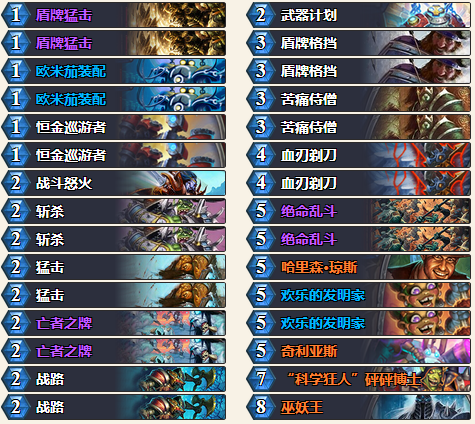 1 盾牌猛击
1 盾牌猛击
1 欧米茄装配
1 欧米茄装配
1 恒金巡游者
1 恒金巡游者
2 战斗怒火
2 斩杀
2 斩杀
2 猛击
2 猛击
2 亡者之牌
2 亡者之牌
2 战路
2 战路
2 武器计划
3 盾牌格挡
3 盾牌格挡
3 苦痛侍僧
3 苦痛侍僧
4 血刃剃刀
4 血刃剃刀
5 绝命乱斗
5 绝命乱斗
5 哈里森·琼斯
5 欢乐的发明家
5 欢乐的发明家
5 奇利亚斯
7 “科学狂人”砰砰博士
8 巫妖王